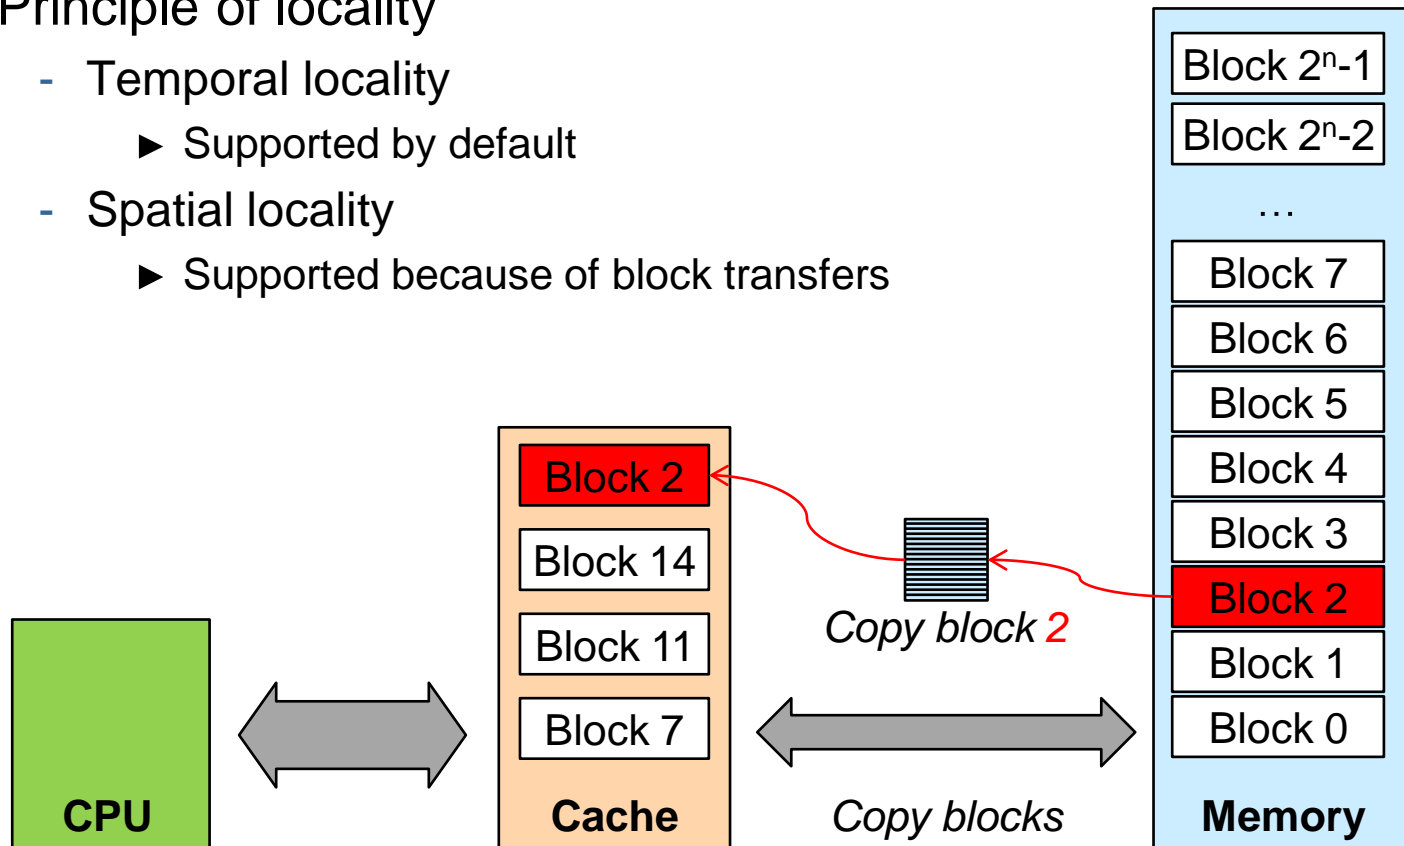 Principle of locality
- Temporal locality
► Supported by default
- Spatial locality
► Supported because of block transfers
Block 2ⁿ-1
Block 2ⁿ-2
...
Block 7
Block 6
Block 5
Block 4
Block 3
Block 2
Block 1
Block 0
Memory
Block 2
Block 14
Block 11
Block 7
Cache
Copy block 2
Copy blocks
CPU